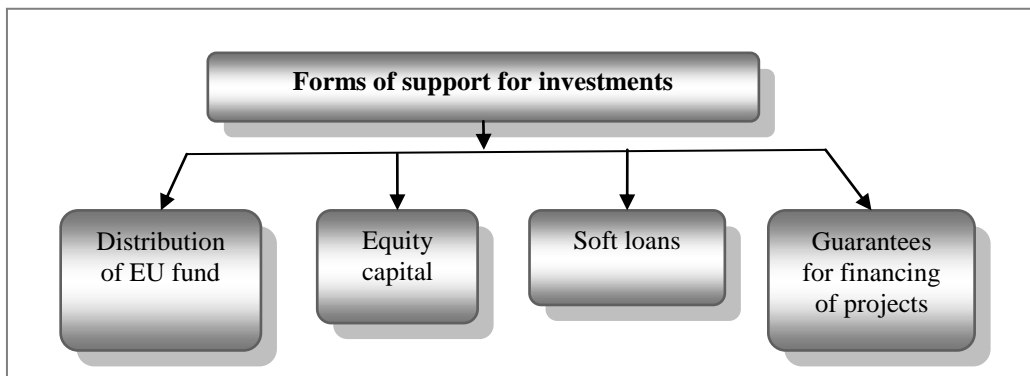 Forms of support for investments
Distribution
of EU fund
Equity
capital
Soft loans
Guarantees
for financing
of projects